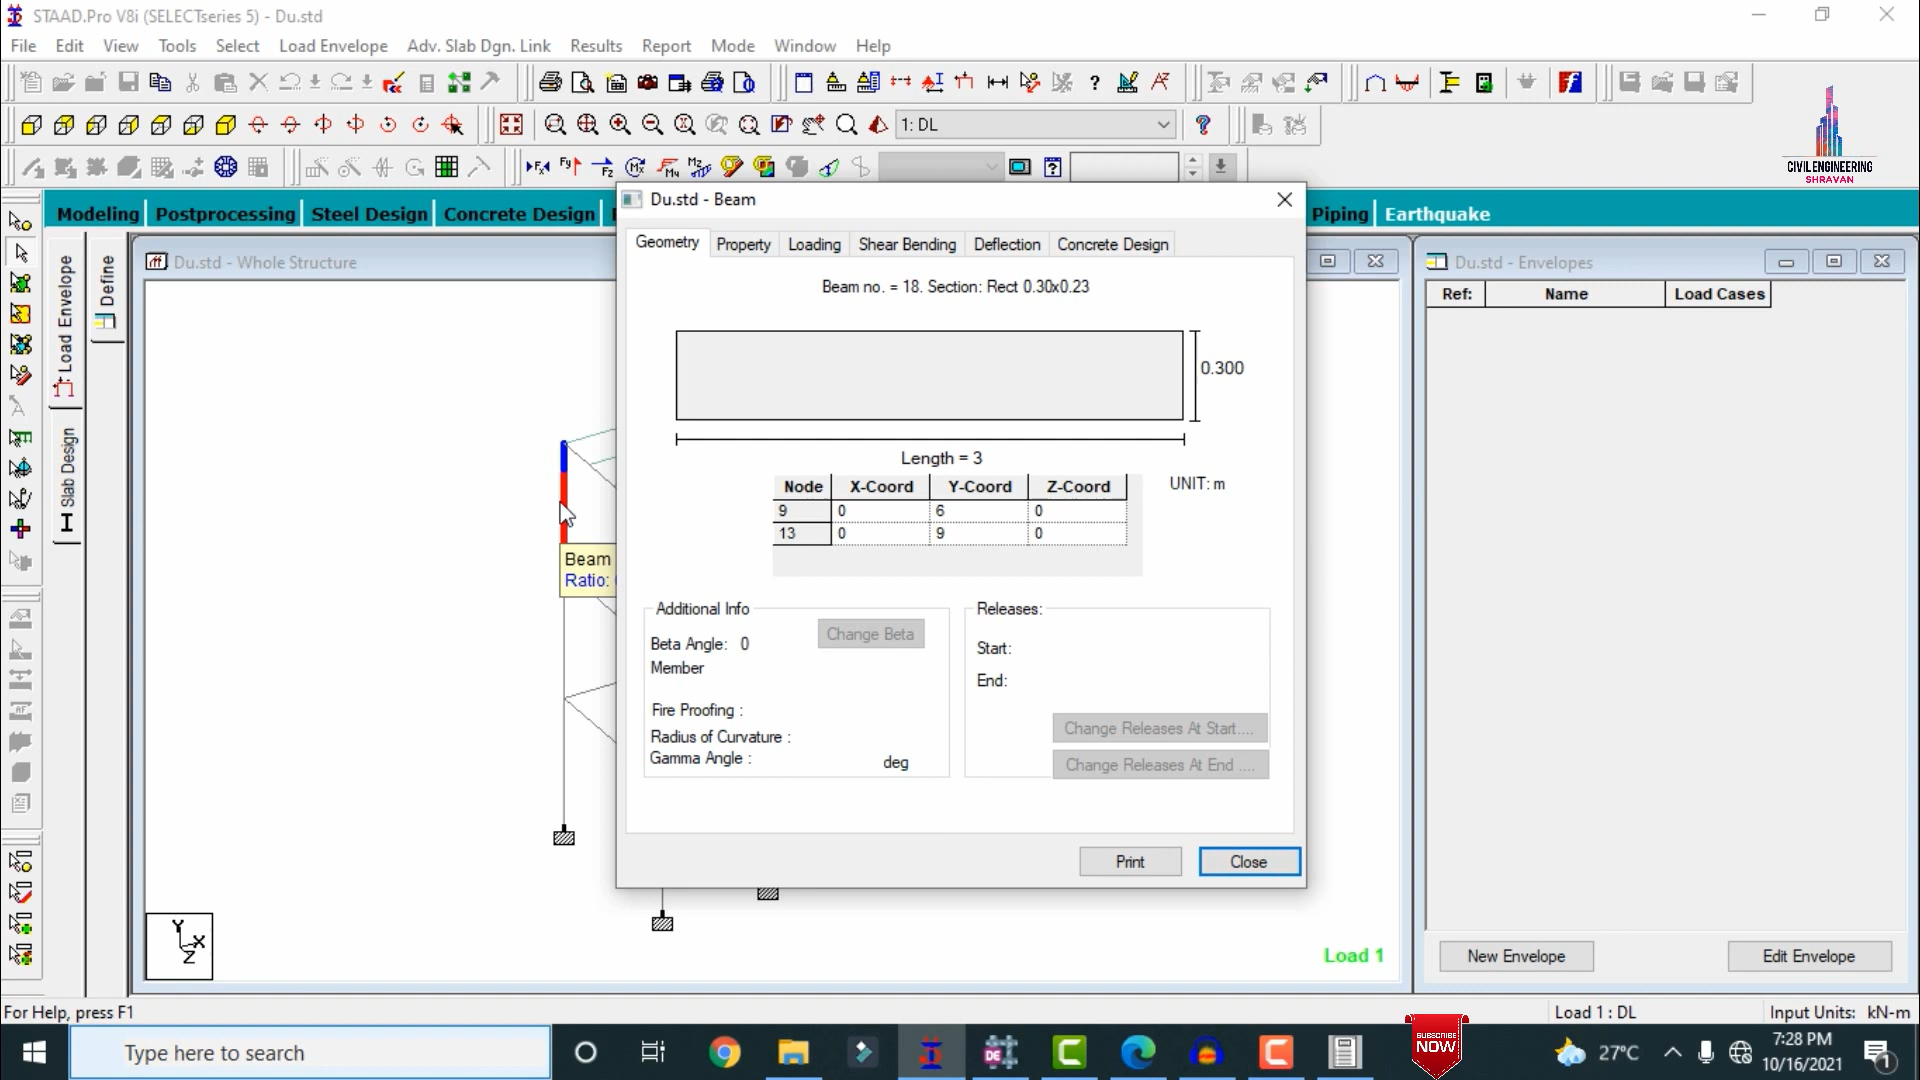 STAAD.Pro V8i (SELECTseries 5) - Du.std
File Edit View Tools Select Load Envelope Adv. Slab Dgn. Link Results Report Mode Window Help
1: DL
CIVIL ENGINEERING
SHRAVAN
Modeling Postprocessing Steel Design Concrete Design Piping Earthquake
Load Envelope
Slab Design
Define
Du.std - Whole Structure
Beam
Ratio:
Load 1
Y
X
Z
Du.std - Beam
Geometry Property Loading Shear Bending Deflection Concrete Design
Beam no. = 18. Section: Rect 0.30x0.23
0.300
Length = 3
UNIT: m
Node X-Coord Y-Coord Z-Coord
9 0 6 0
13 0 9 0
Additional Info
Beta Angle: 0
Change Beta
Member
Fire Proofing :
Radius of Curvature :
Gamma Angle : deg
Releases:
Start:
End:
Change Releases At Start....
Change Releases At End ....
Print Close
Du.std - Envelopes
Ref: Name Load Cases
New Envelope Edit Envelope
For Help, press F1
Load 1 : DL Input Units: kN-m
Type here to search
SUBSCRIBE
NOW
27°C
7:28 PM
10/16/2021
1